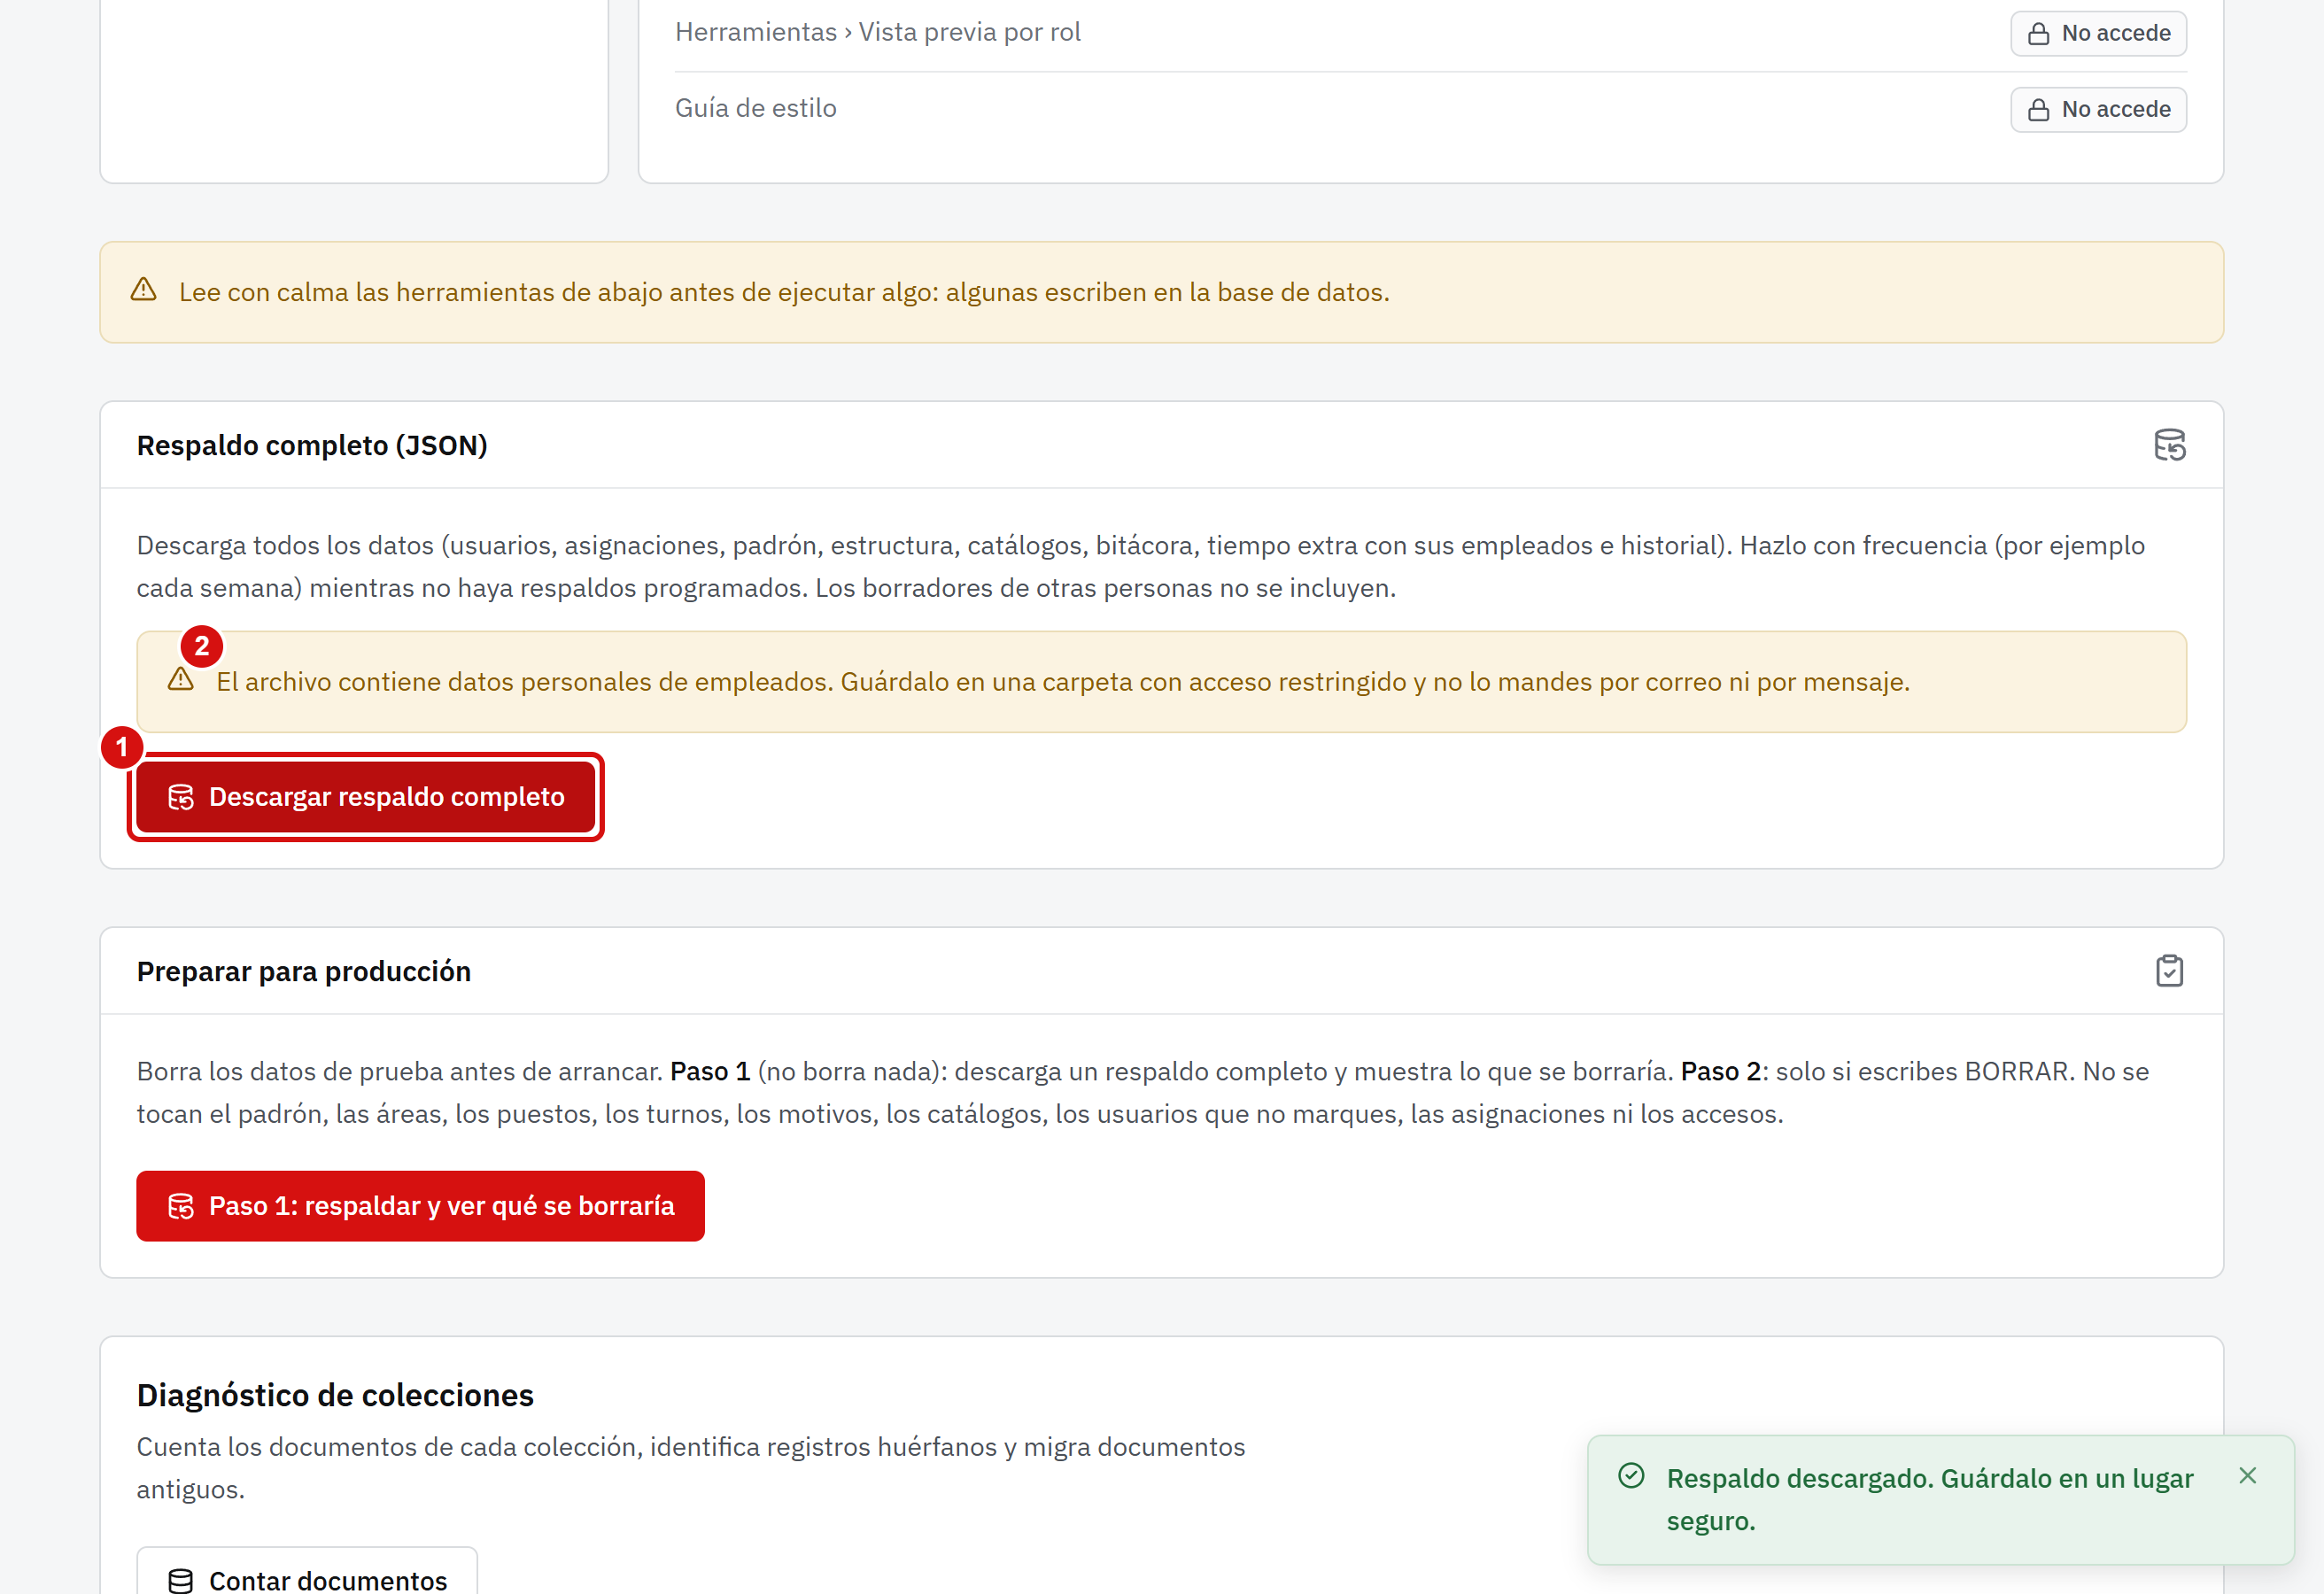 Herramientas › Vista previa por rol
No accede
Guía de estilo
No accede
Lee con calma las herramientas de abajo antes de ejecutar algo: algunas escriben en la base de datos.
Respaldo completo (JSON)
Descarga todos los datos (usuarios, asignaciones, padrón, estructura, catálogos, bitácora, tiempo extra con sus empleados e historial). Hazlo con frecuencia (por ejemplo
cada semana) mientras no haya respaldos programados. Los borradores de otras personas no se incluyen.
2
El archivo contiene datos personales de empleados. Guárdalo en una carpeta con acceso restringido y no lo mandes por correo ni por mensaje.
1
Descargar respaldo completo
Preparar para producción
Borra los datos de prueba antes de arrancar. Paso 1 (no borra nada): descarga un respaldo completo y muestra lo que se borraría. Paso 2: solo si escribes BORRAR. No se
tocan el padrón, las áreas, los puestos, los turnos, los motivos, los catálogos, los usuarios que no marques, las asignaciones ni los accesos.
Paso 1: respaldar y ver qué se borraría
Diagnóstico de colecciones
Cuenta los documentos de cada colección, identifica registros huérfanos y migra documentos
antiguos.
Contar documentos
Respaldo descargado. Guárdalo en un lugar
seguro.